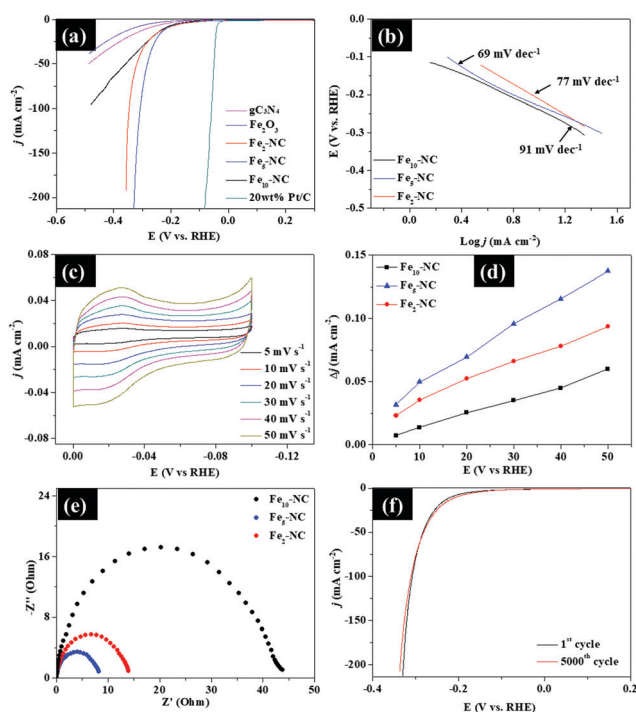 (a)
0
-50
-100
-150
-200
j (mA cm⁻²)
gC₃N₄
Fe₂O₃
Fe₂-NC
Fe₅-NC
Fe₁₀-NC
20wt% Pt/C
-0.6 -0.4 -0.2 0.0 0.2
E (V vs. RHE)
(b)
0.1
0.0
-0.1
-0.2
-0.3
-0.4
-0.5
E (V vs. RHE)
69 mV dec⁻¹
77 mV dec⁻¹
91 mV dec⁻¹
Fe₁₀-NC
Fe₅-NC
Fe₂-NC
0.0 0.4 0.8 1.2 1.6
Log j (mA cm⁻²)
(c)
0.08
0.04
0.00
-0.04
-0.08
j (mA cm⁻²)
5 mV s⁻¹
10 mV s⁻¹
20 mV s⁻¹
30 mV s⁻¹
40 mV s⁻¹
50 mV s⁻¹
0.00 -0.04 -0.08 -0.12
E (V vs RHE)
(d)
0.15
0.10
0.05
0.00
Δj (mA cm⁻²)
Fe₁₀-NC
Fe₅-NC
Fe₂-NC
10 20 30 40 50
E (V vs RHE)
(e)
-24
16
8
0
-Z'' (Ohm)
Fe₁₀-NC
Fe₅-NC
Fe₂-NC
0 10 20 30 40 50
Z' (Ohm)
(f)
0
-50
-100
-150
-200
j (mA cm⁻²)
1ˢᵗ cycle
5000ᵗʰ cycle
-0.4 -0.2 0.0 0.2
E (V vs. RHE)